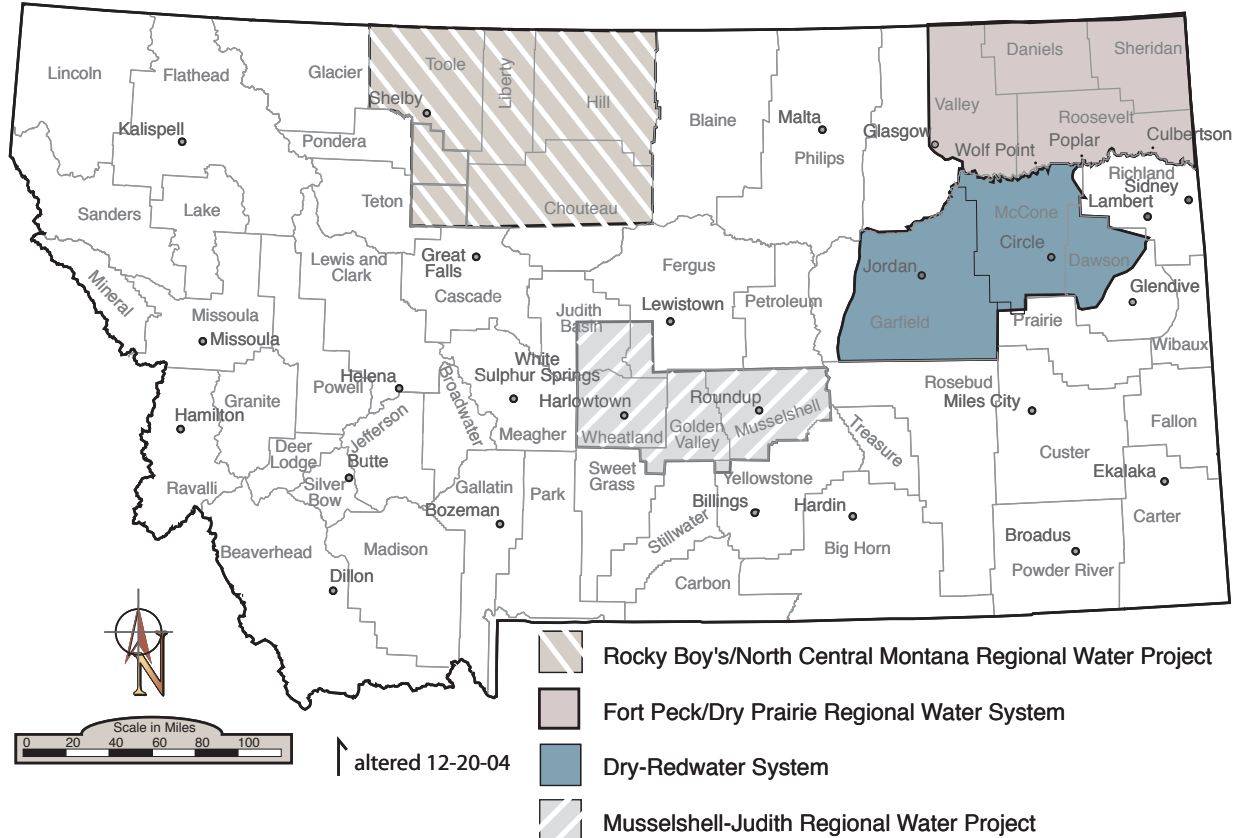 Lincoln
Flathead
Glacier
Toole
Liberty
Hill
Blaine
Daniels
Sheridan
Valley
Roosevelt
Shelby
Kalispell
Pondera
Malta
Philips
Glasgow
Wolf Point
Poplar
Culbertson
Richland
Sidney
Lambert
Sanders
Lake
Teton
Chouteau
McCone
Circle
Dawson
Lewis and
Clark
Great
Falls
Cascade
Fergus
Jordan
Garfield
Glendive
Mineral
Missoula
Missoula
Judith
Basin
Lewistown
Petroleum
Prairie
Wibaux
White
Sulphur Springs
Helena
Powell
Broadwater
Harlowtown
Roundup
Rosebud
Miles City
Granite
Hamilton
Jefferson
Meagher
Wheatland
Golden
Valley
Musselshell
Treasure
Fallon
Custer
Deer
Lodge
Butte
Silver
Bow
Ravalli
Gallatin
Bozeman
Park
Sweet
Grass
Yellowstone
Billings
Hardin
Ekalaka
Carter
Stillwater
Broadus
Powder River
Beaverhead
Madison
Dillon
Carbon
Big Horn
N
Rocky Boy's/North Central Montana Regional Water Project
Fort Peck/Dry Prairie Regional Water System
Dry-Redwater System
Musselshell-Judith Regional Water Project
Scale in Miles
0 20 40 60 80 100
altered 12-20-04